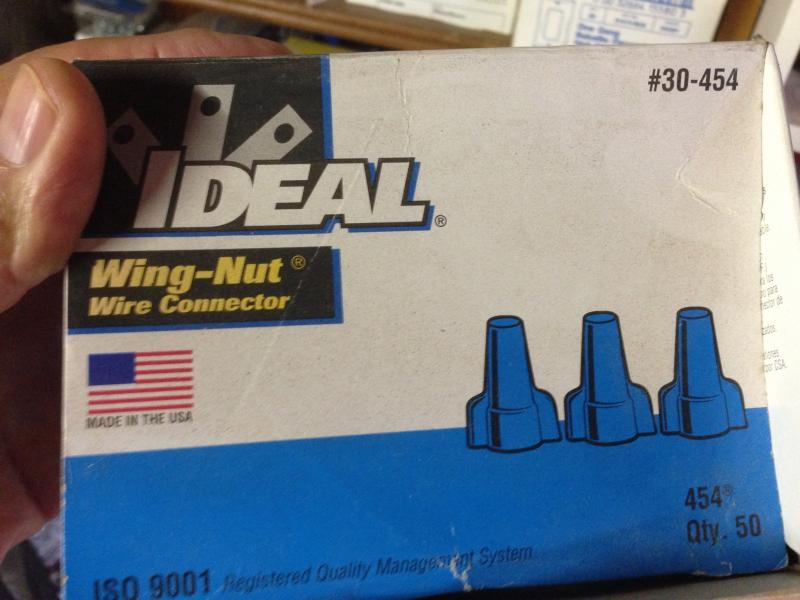 #30-454
IDEAL®
Wing-Nut®
Wire Connector
MADE IN THE USA
454®
Qty. 50
ISO 9001 Registered Quality Management System